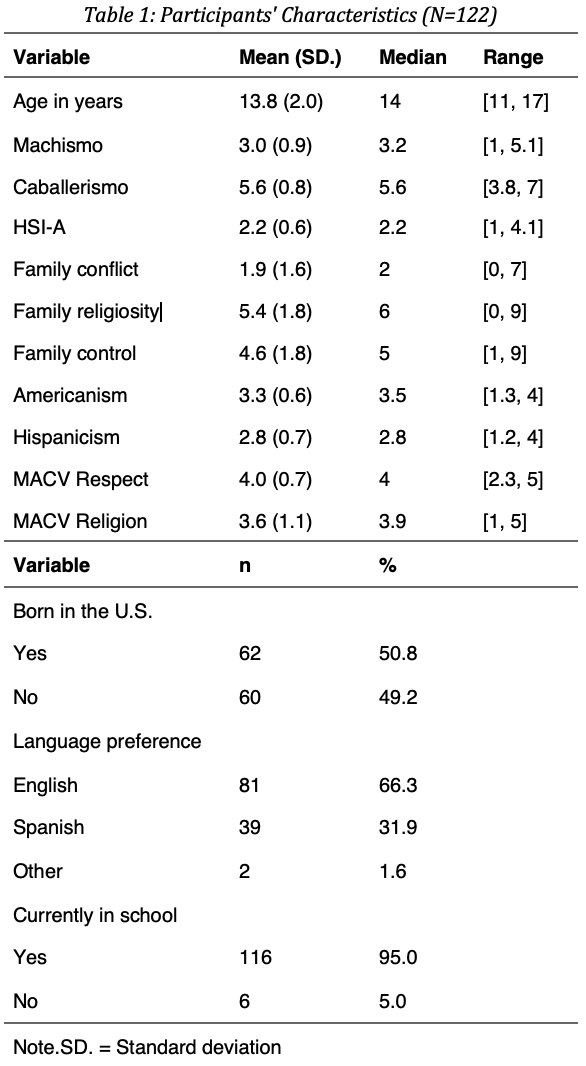 Table 1: Participants' Characteristics (N=122)
Variable Mean (SD.) Median Range
Age in years 13.8 (2.0) 14 [11, 17]
Machismo 3.0 (0.9) 3.2 [1, 5.1]
Caballerismo 5.6 (0.8) 5.6 [3.8, 7]
HSI-A 2.2 (0.6) 2.2 [1, 4.1]
Family conflict 1.9 (1.6) 2 [0, 7]
Family religiosity 5.4 (1.8) 6 [0, 9]
Family control 4.6 (1.8) 5 [1, 9]
Americanism 3.3 (0.6) 3.5 [1.3, 4]
Hispanicism 2.8 (0.7) 2.8 [1.2, 4]
MACV Respect 4.0 (0.7) 4 [2.3, 5]
MACV Religion 3.6 (1.1) 3.9 [1, 5]
Variable n %
Born in the U.S.
Yes 62 50.8
No 60 49.2
Language preference
English 81 66.3
Spanish 39 31.9
Other 2 1.6
Currently in school
Yes 116 95.0
No 6 5.0
Note.SD. = Standard deviation